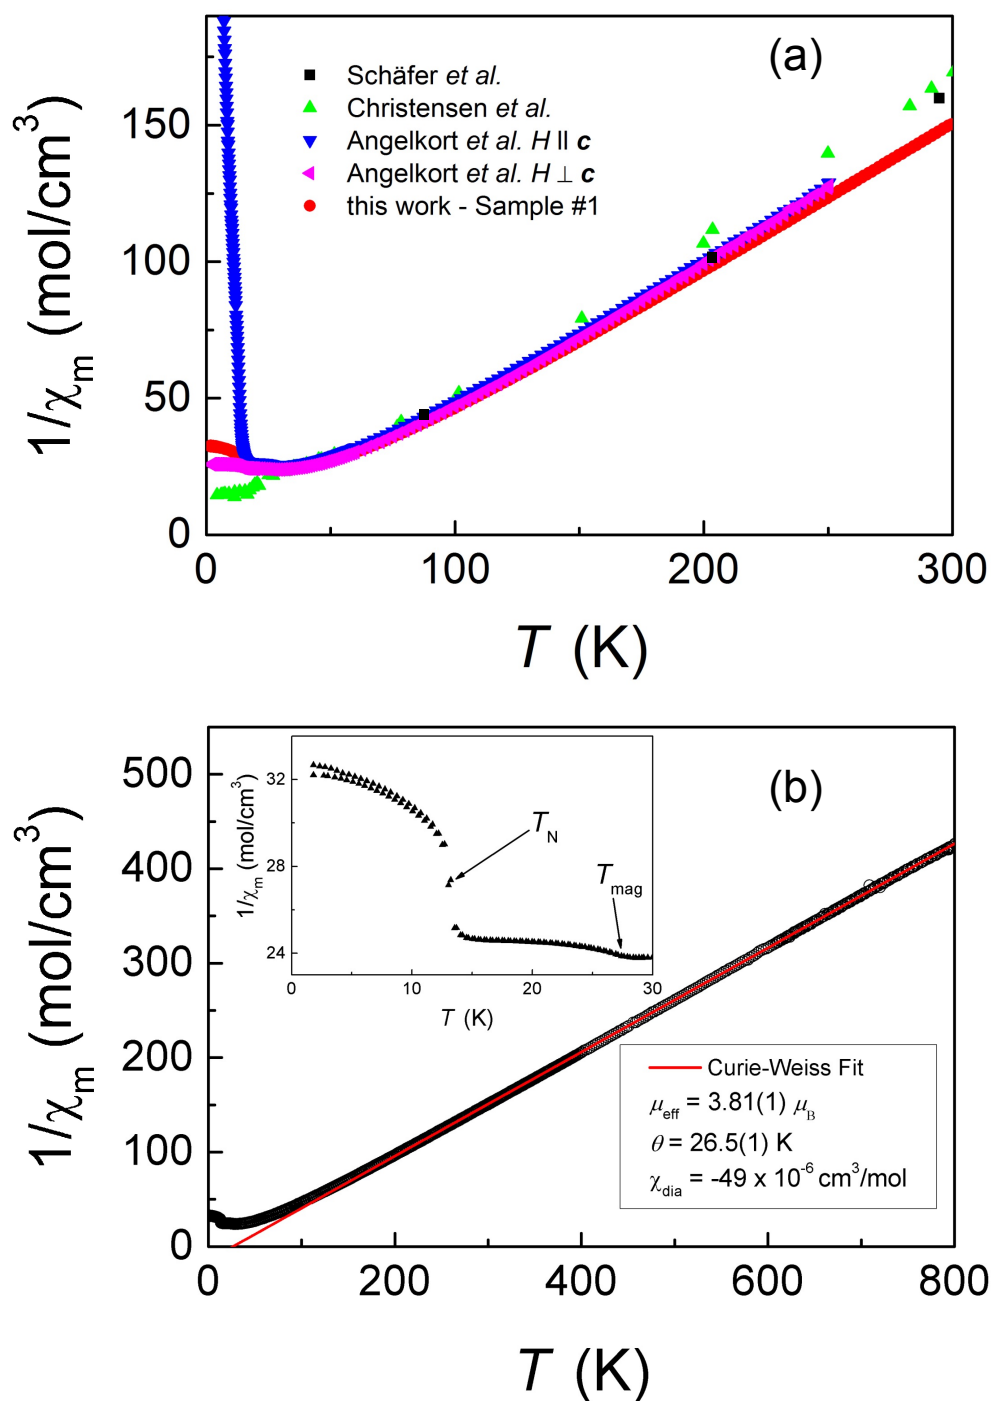 (a)
Schäfer et al.
Christensen et al.
Angelkort et al. H || c
Angelkort et al. H ⊥ c
this work - Sample #1
1/χm (mol/cm³)
150
100
50
0
0 100 200 300
T (K)
(b)
1/χm (mol/cm³)
500
400
300
200
100
0
1/χm (mol/cm³)
32
28
24
TN
Tmag
0 10 20 30
T (K)
Curie-Weiss Fit
μeff = 3.81(1) μB
θ = 26.5(1) K
χdia = -49 x 10⁻⁶ cm³/mol
0 200 400 600 800
T (K)